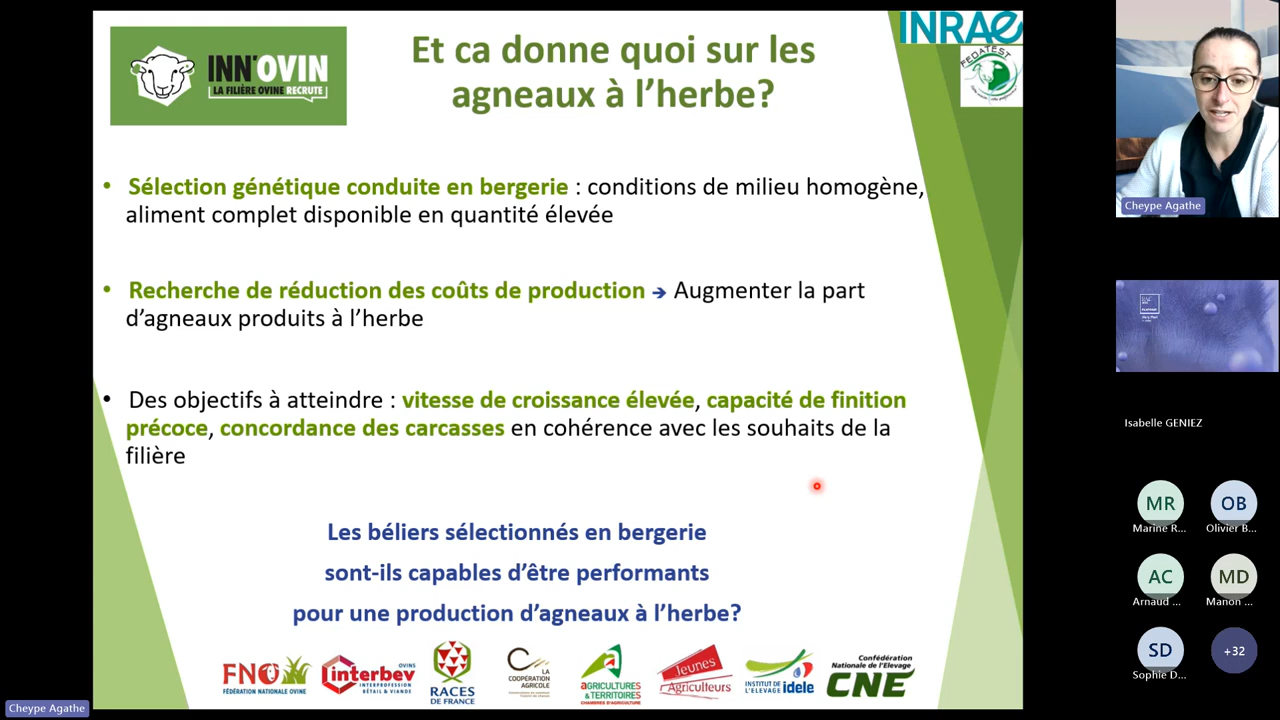 INN'OVIN
LA FILIÈRE OVINE RECRUTE
Et ca donne quoi sur les
agneaux à l'herbe?
INRAE
FEDATEST
• Sélection génétique conduite en bergerie : conditions de milieu homogène,
aliment complet disponible en quantité élevée
• Recherche de réduction des coûts de production ➔ Augmenter la part
d'agneaux produits à l'herbe
• Des objectifs à atteindre : vitesse de croissance élevée, capacité de finition
précoce, concordance des carcasses en cohérence avec les souhaits de la
filière
Les béliers sélectionnés en bergerie
sont-ils capables d'être performants
pour une production d'agneaux à l'herbe?
FNO
FÉDÉRATION NATIONALE OVINE
interbev OVINS
INTERPROFESSION
BÉTAIL & VIANDE
RACES
DE FRANCE
LA
COOPÉRATION
AGRICOLE
AGRICULTURES
& TERRITOIRES
CHAMBRES D'AGRICULTURE
Jeunes
Agriculteurs
INSTITUT DE
L'ELEVAGE idele
Confédération
Nationale de l'Elevage
CNE
Cheype Agathe
Cheype Agathe
Isabelle GENIEZ
MR
Marine R...
OB
Olivier B...
AC
Arnaud ...
MD
Manon ...
SD
Sophie D...
+32